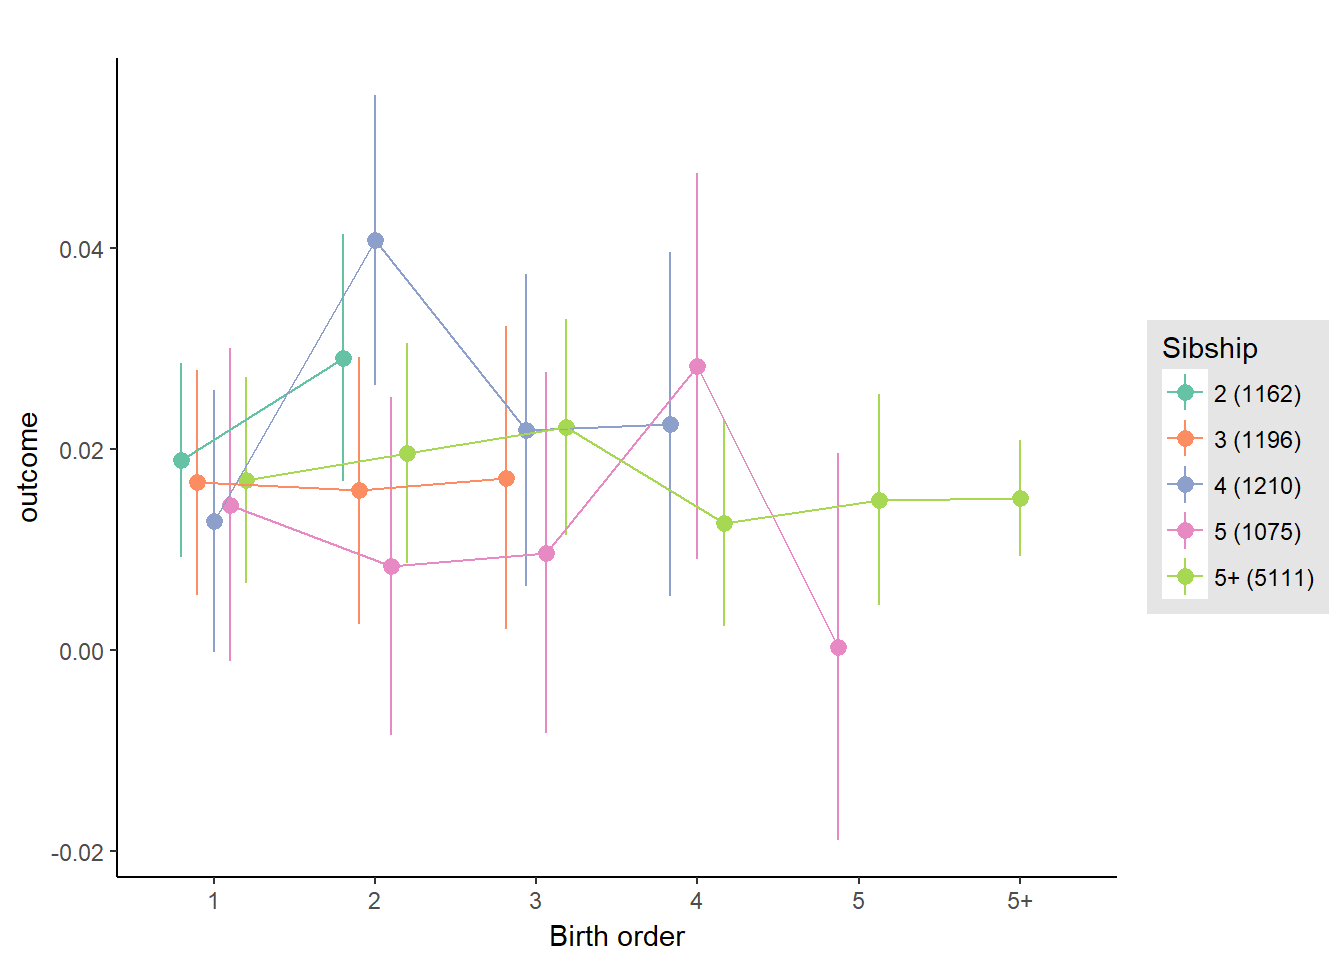 outcome
0.04
0.02
0.00
-0.02
1 2 3 4 5 5+
Birth order
Sibship
2 (1162)
3 (1196)
4 (1210)
5 (1075)
5+ (5111)